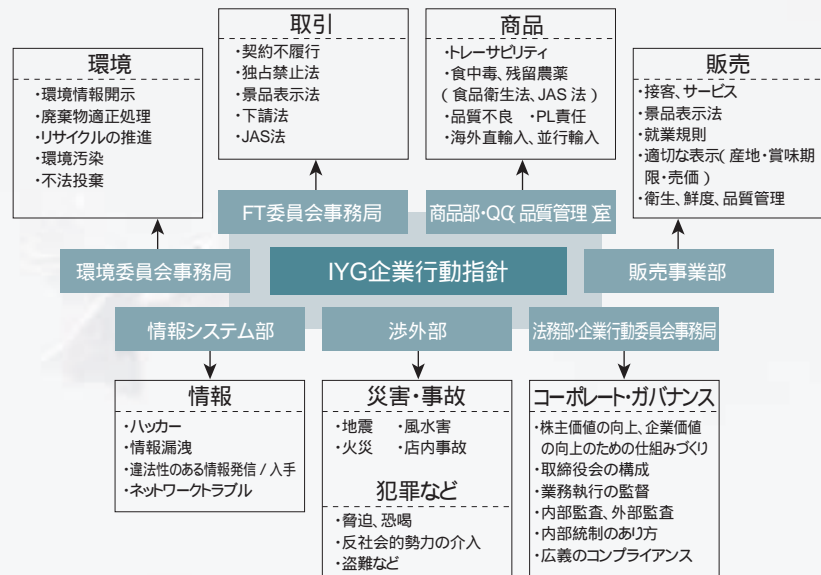 環境
・環境情報開示
・廃棄物適正処理
・リサイクルの推進
・環境汚染
・不法投棄
取引
・契約不履行
・独占禁止法
・景品表示法
・下請法
・JAS法
商品
・トレーサビリティ
・食中毒、残留農薬
(食品衛生法、JAS法)
・品質不良 ・PL責任
・海外直輸入、並行輸入
販売
・接客、サービス
・景品表示法
・就業規則
・適切な表示(産地・賞味期
限・売価)
・衛生、鮮度、品質管理
環境委員会事務局
FT委員会事務局
商品部・QC(品質管理)室
販売事業部
IYG企業行動指針
情報システム部
渉外部
法務部・企業行動委員会事務局
情報
・ハッカー
・情報漏洩
・違法性のある情報発信/入手
・ネットワークトラブル
災害・事故
・地震 ・風水害
・火災 ・店内事故
犯罪など
・脅迫、恐喝
・反社会的勢力の介入
・盗難など
コーポレート・ガバナンス
・株主価値の向上、企業価値
の向上のための仕組みづくり
・取締役会の構成
・業務執行の監督
・内部監査、外部監査
・内部統制のあり方
・広義のコンプライアンス